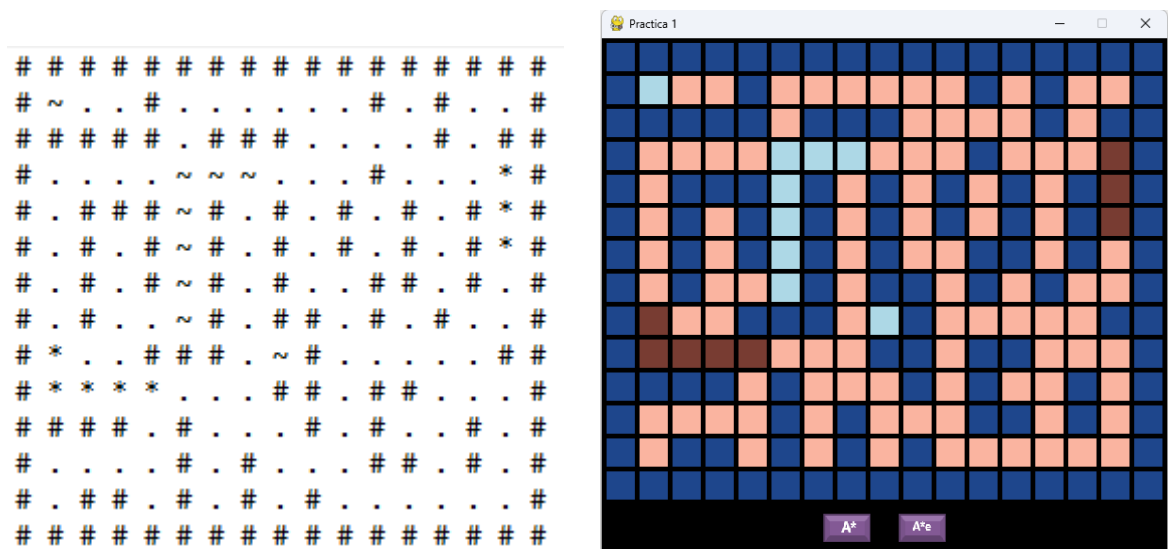 # # # # # # # # # # # # # # # # #
# ~ . . # . . . . . . # . # . . #
# # # # # . # # # . . . . # . # #
# . . . . ~ ~ ~ . . . # . . . * #
# . # # # ~ # . # . # . # . # * #
# . # . # ~ # . # . # . # . # * #
# . # . # ~ # . # . . # # . # . #
# . # . . ~ # . # # . # . # . . #
# * . . # # # . ~ # . . . . . # #
# * * * * . . . # # . # # . . . #
# # # # . # . . . # . # . . # . #
# . . . . # . # . . . # # . # . #
# . # # . # . # . # . . . . . . #
# # # # # # # # # # # # # # # # #
Practica 1
A* A*e